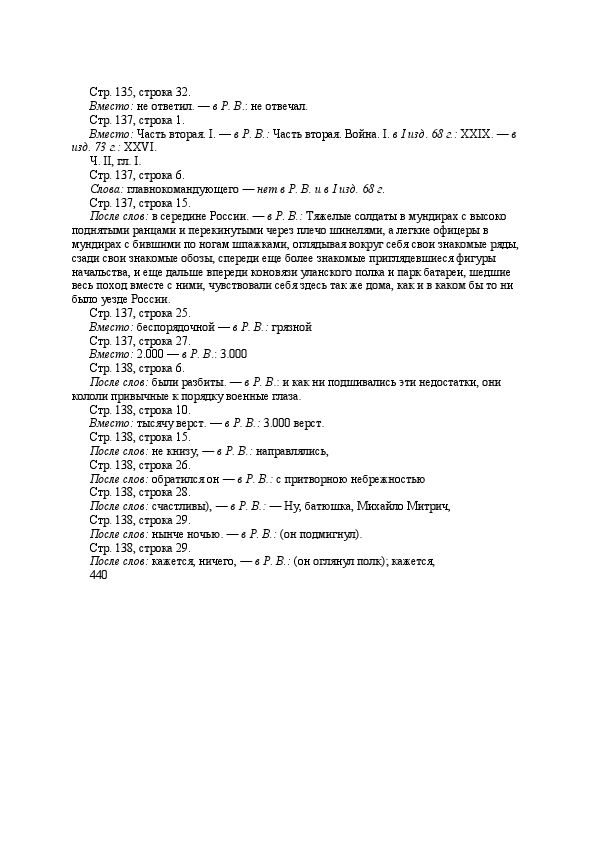 Стр. 135, строка 32.
Вместо: не ответил. — в Р. В.: не отвечал.
Стр. 137, строка 1.
Вместо: Часть вторая. I. — в Р. В.: Часть вторая. Война. I. в I изд. 68 г.: XXIX. — в
изд. 73 г.: XXVI.
Ч. II, гл. I.
Стр. 137, строка 6.
Слова: главнокомандующего — нет в Р. В. и в I изд. 68 г.
Стр. 137, строка 15.
После слов: в середине России. — в Р. В.: Тяжелые солдаты в мундирах с высоко
поднятыми ранцами и перекинутыми через плечо шинелями, а легкие офицеры в
мундирах с бившими по ногам шпажками, оглядывая вокруг себя свои знакомые ряды,
сзади свои знакомые обозы, спереди еще более знакомые приглядевшиеся фигуры
начальства, и еще дальше впереди коновязи уланского полка и парк батареи, шедшие
весь поход вместе с ними, чувствовали себя здесь так же дома, как и в каком бы то ни
было уезде России.
Стр. 137, строка 25.
Вместо: беспорядочной — в Р. В.: грязной
Стр. 137, строка 27.
Вместо: 2.000 — в Р. В.: 3.000
Стр. 138, строка 6.
После слов: были разбиты. — в Р. В.: и как ни подшивались эти недостатки, они
кололи привычные к порядку военные глаза.
Стр. 138, строка 10.
Вместо: тысячу верст. — в Р. В.: 3.000 верст.
Стр. 138, строка 15.
После слов: не книзу, — в Р. В.: направлялись,
Стр. 138, строка 26.
После слов: обратился он — в Р. В.: с притворною небрежностью
Стр. 138, строка 28.
После слов: счастливы), — в Р. В.: — Ну, батюшка, Михайло Митрич,
Стр. 138, строка 29.
После слов: нынче ночью. — в Р. В.: (он подмигнул).
Стр. 138, строка 29.
После слов: кажется, ничего, — в Р. В.: (он оглянул полк); кажется,
440